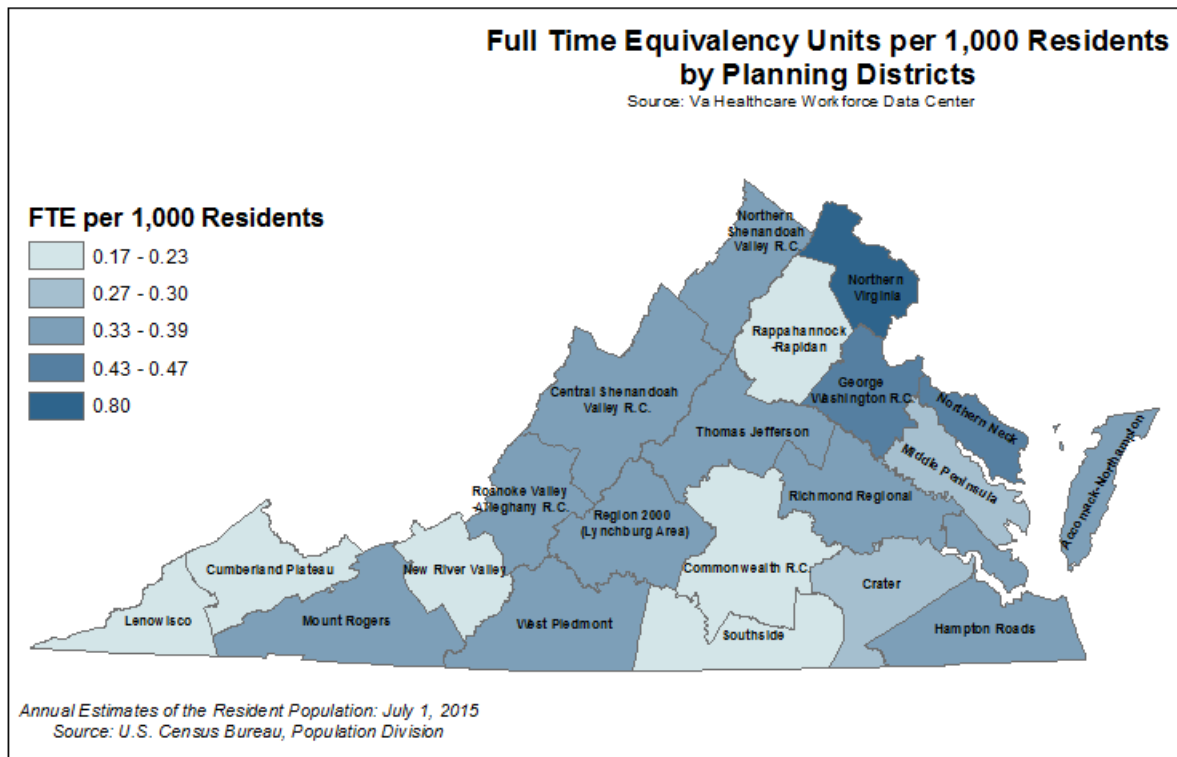 Full Time Equivalency Units per 1,000 Residents
by Planning Districts
Source: Va Healthcare Workforce Data Center
FTE per 1,000 Residents
0.17 - 0.23
0.27 - 0.30
0.33 - 0.39
0.43 - 0.47
0.80
Northern
Shenandoah
Valley R.C.
Northern
Virginia
Rappahannock
-Rapidan
Central Shenandoah
Valley R.C.
George
Washington R.C.
Northern Neck
Thomas Jefferson
Middle Peninsula
Accomack-Northampton
Roanoke Valley
-Alleghany R.C.
Richmond Regional
Region 2000
(Lynchburg Area)
Cumberland Plateau
New River Valley
Commonwealth R.C.
Crater
Lenowisco
Mount Rogers
West Piedmont
Southside
Hampton Roads
Annual Estimates of the Resident Population: July 1, 2015
Source: U.S. Census Bureau, Population Division